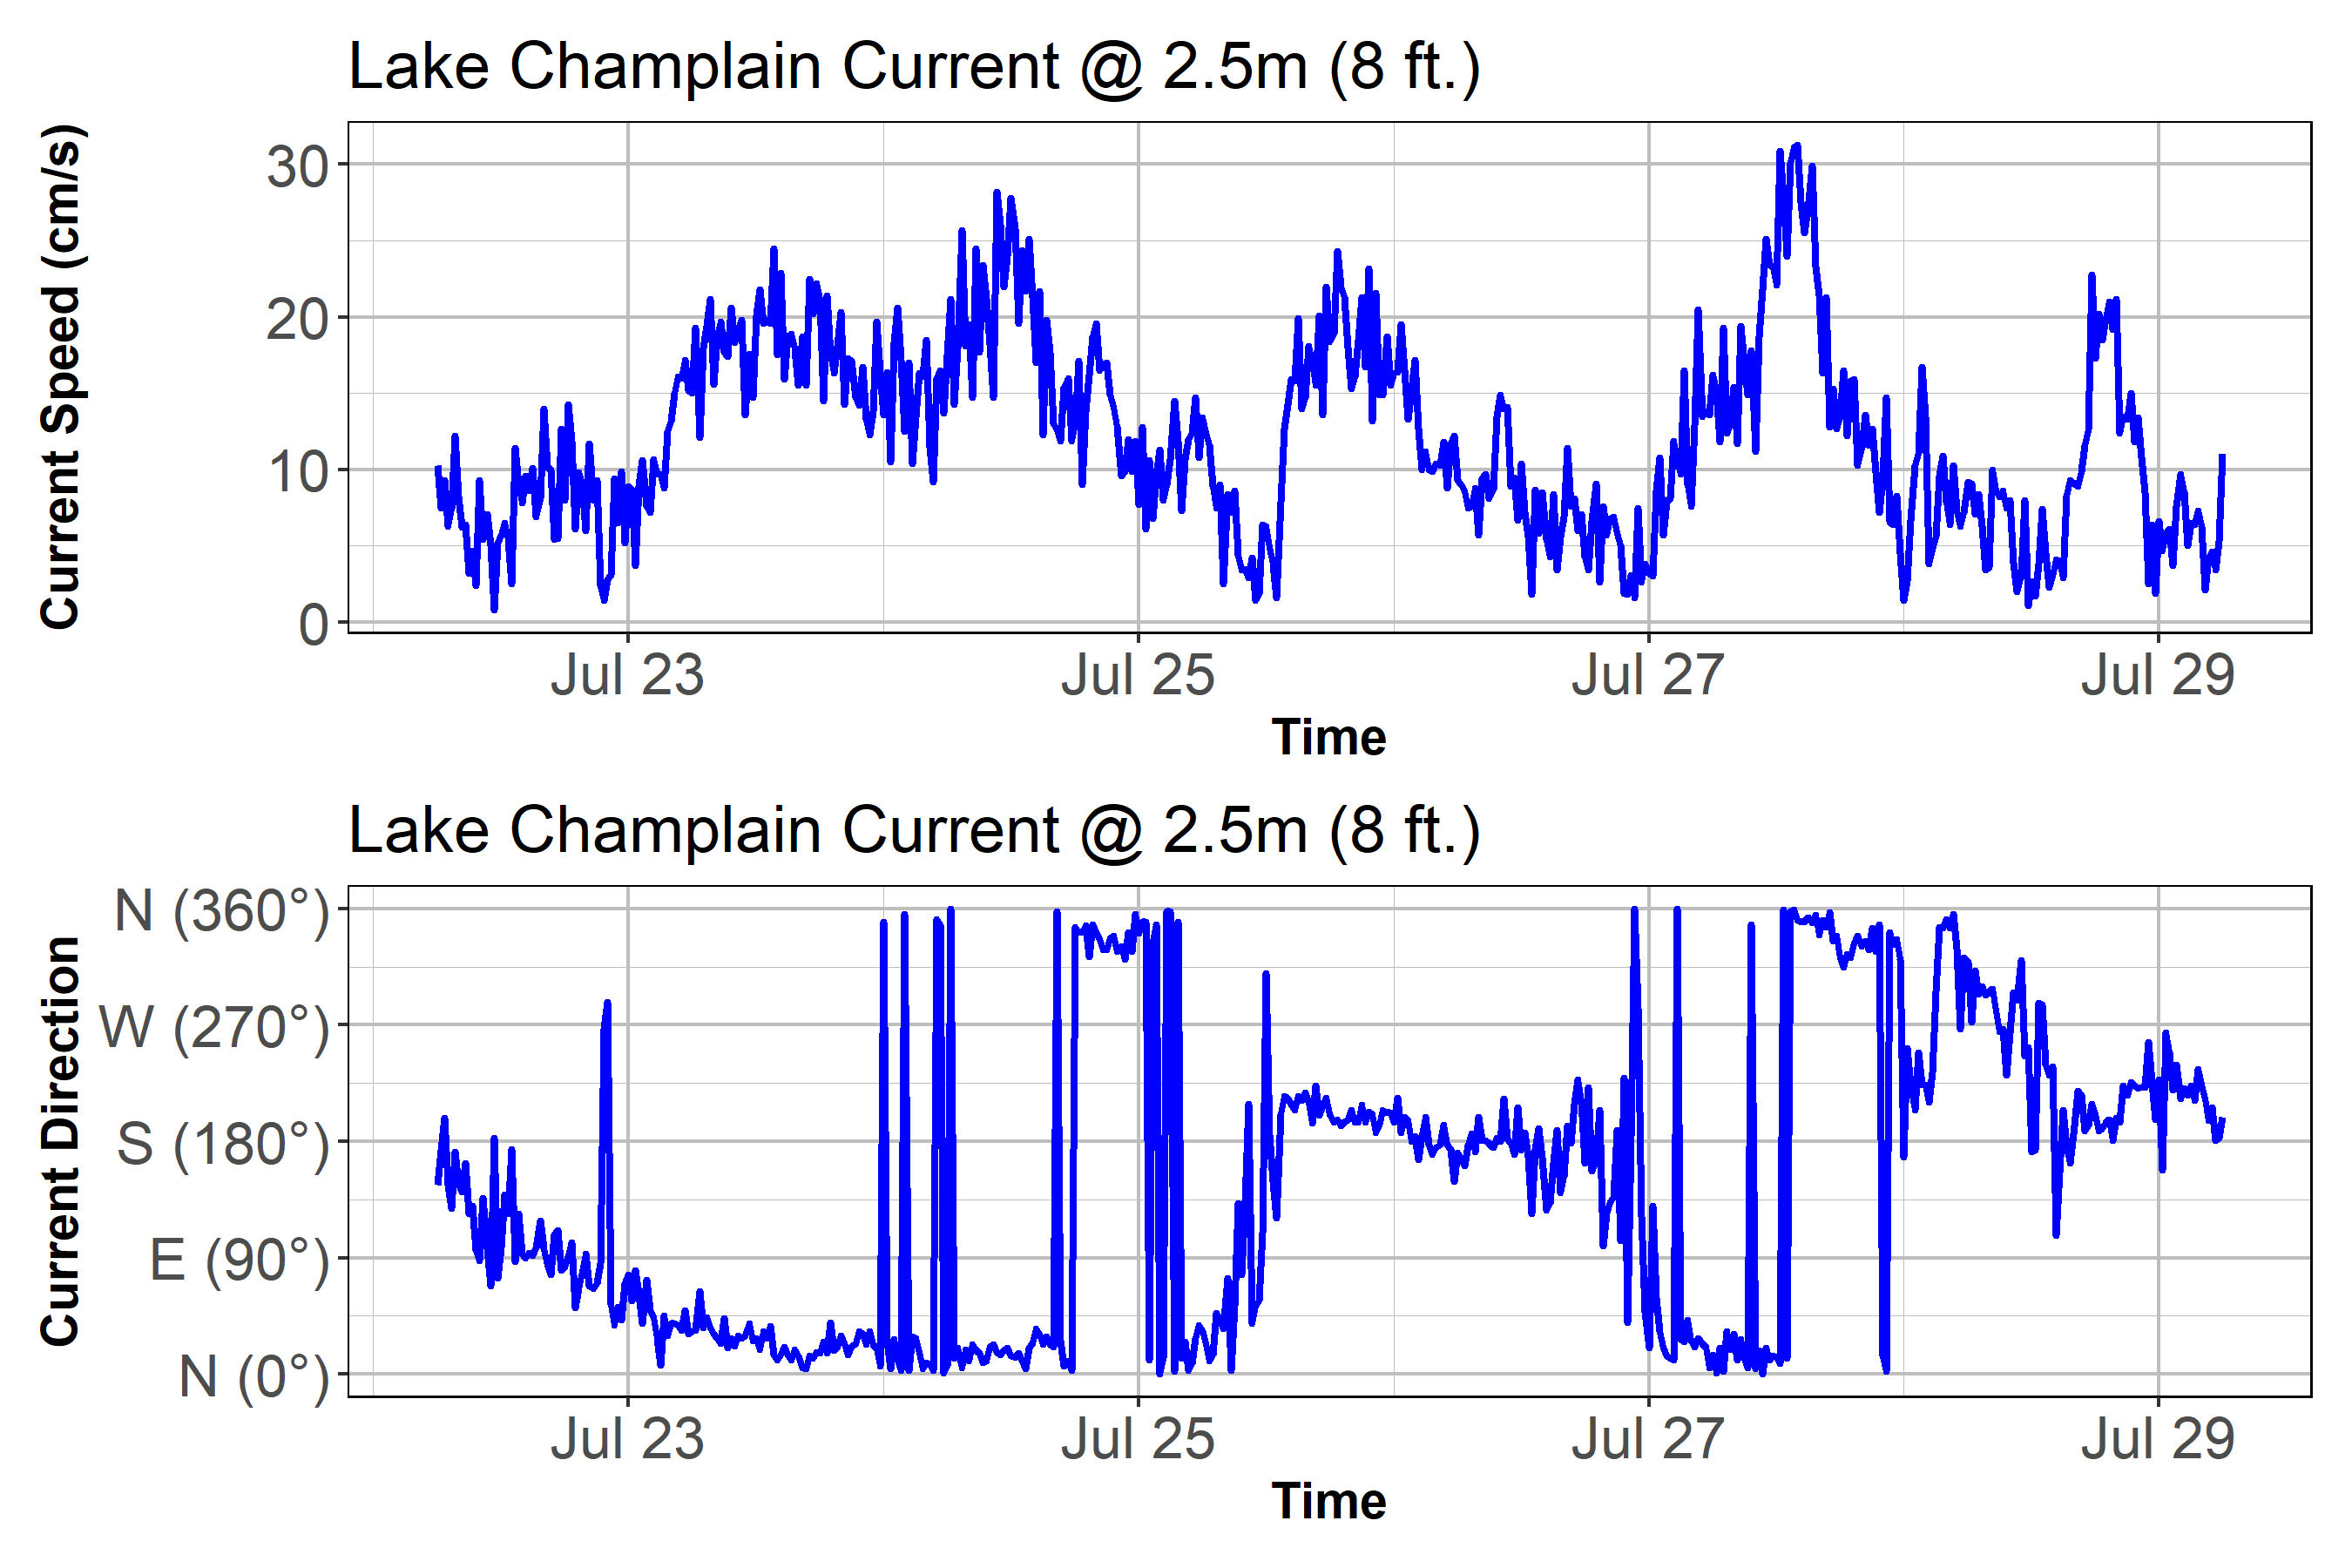 Lake Champlain Current @ 2.5m (8 ft.)
Current Speed (cm/s)
30
20
10
0
Jul 23 Jul 25 Jul 27 Jul 29
Time
Lake Champlain Current @ 2.5m (8 ft.)
Current Direction
N (360°)
W (270°)
S (180°)
E (90°)
N (0°)
Jul 23 Jul 25 Jul 27 Jul 29
Time